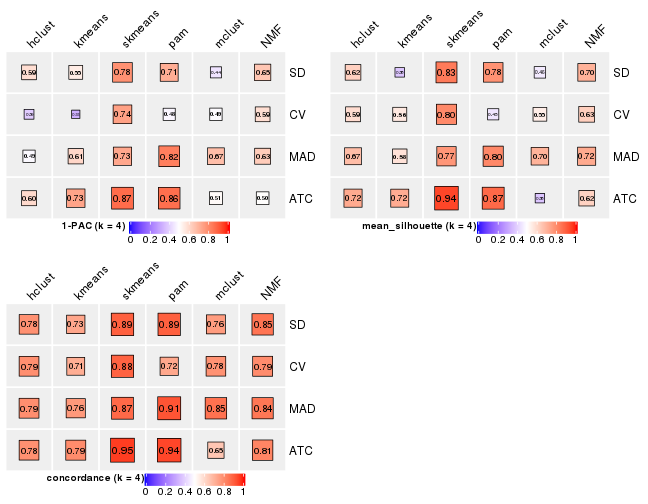 hclust kmeans skmeans pam mclust NMF
0.59 0.55 0.78 0.71 0.44 0.65 SD
0.74 0.48 0.49 0.59 CV
0.49 0.61 0.73 0.82 0.67 0.63 MAD
0.60 0.73 0.87 0.86 0.51 0.50 ATC
1-PAC (k = 4)
0 0.2 0.4 0.6 0.8 1
hclust kmeans skmeans pam mclust NMF
0.62 0.83 0.78 0.46 0.70 SD
0.59 0.56 0.80 0.45 0.55 0.63 CV
0.67 0.56 0.77 0.80 0.70 0.72 MAD
0.72 0.72 0.94 0.87 0.62 ATC
mean_silhouette (k = 4)
0 0.2 0.4 0.6 0.8 1
hclust kmeans skmeans pam mclust NMF
0.78 0.73 0.89 0.89 0.76 0.85 SD
0.79 0.71 0.88 0.72 0.78 0.79 CV
0.79 0.76 0.87 0.91 0.85 0.84 MAD
0.78 0.79 0.95 0.94 0.65 0.81 ATC
concordance (k = 4)
0 0.2 0.4 0.6 0.8 1